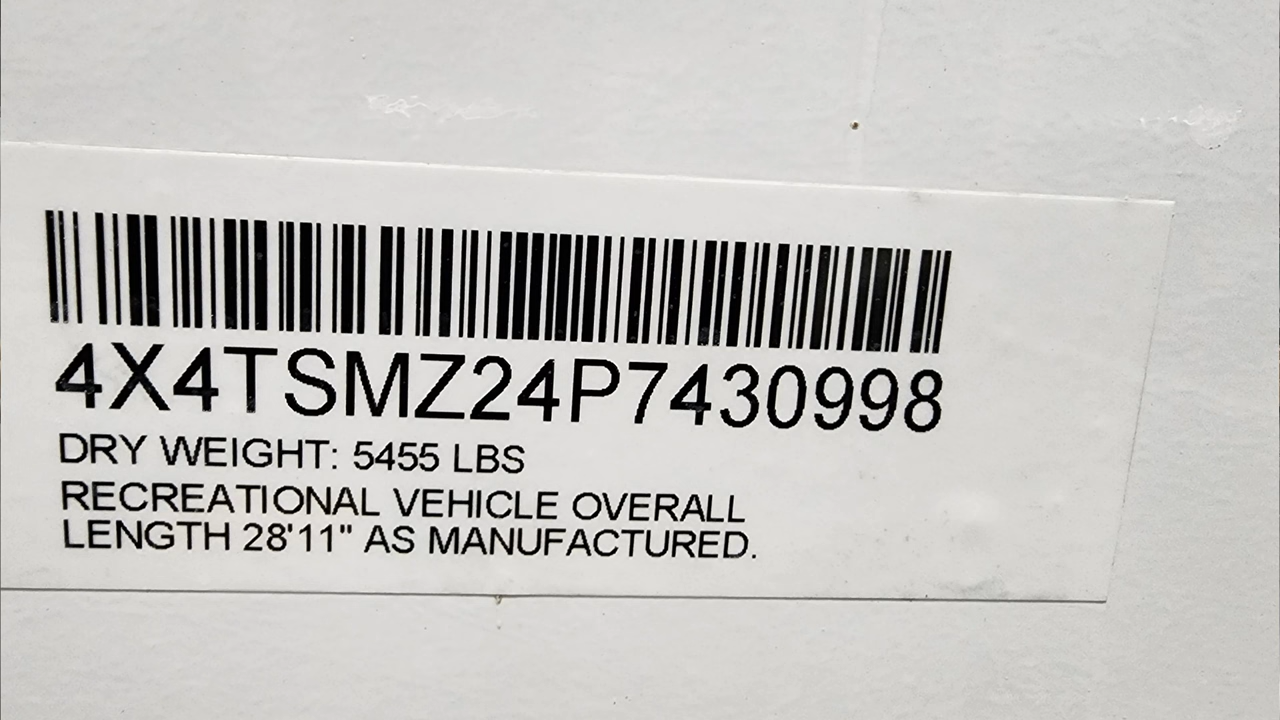 4X4TSMZ24P7430998
DRY WEIGHT: 5455 LBS
RECREATIONAL VEHICLE OVERALL
LENGTH 28'11" AS MANUFACTURED.